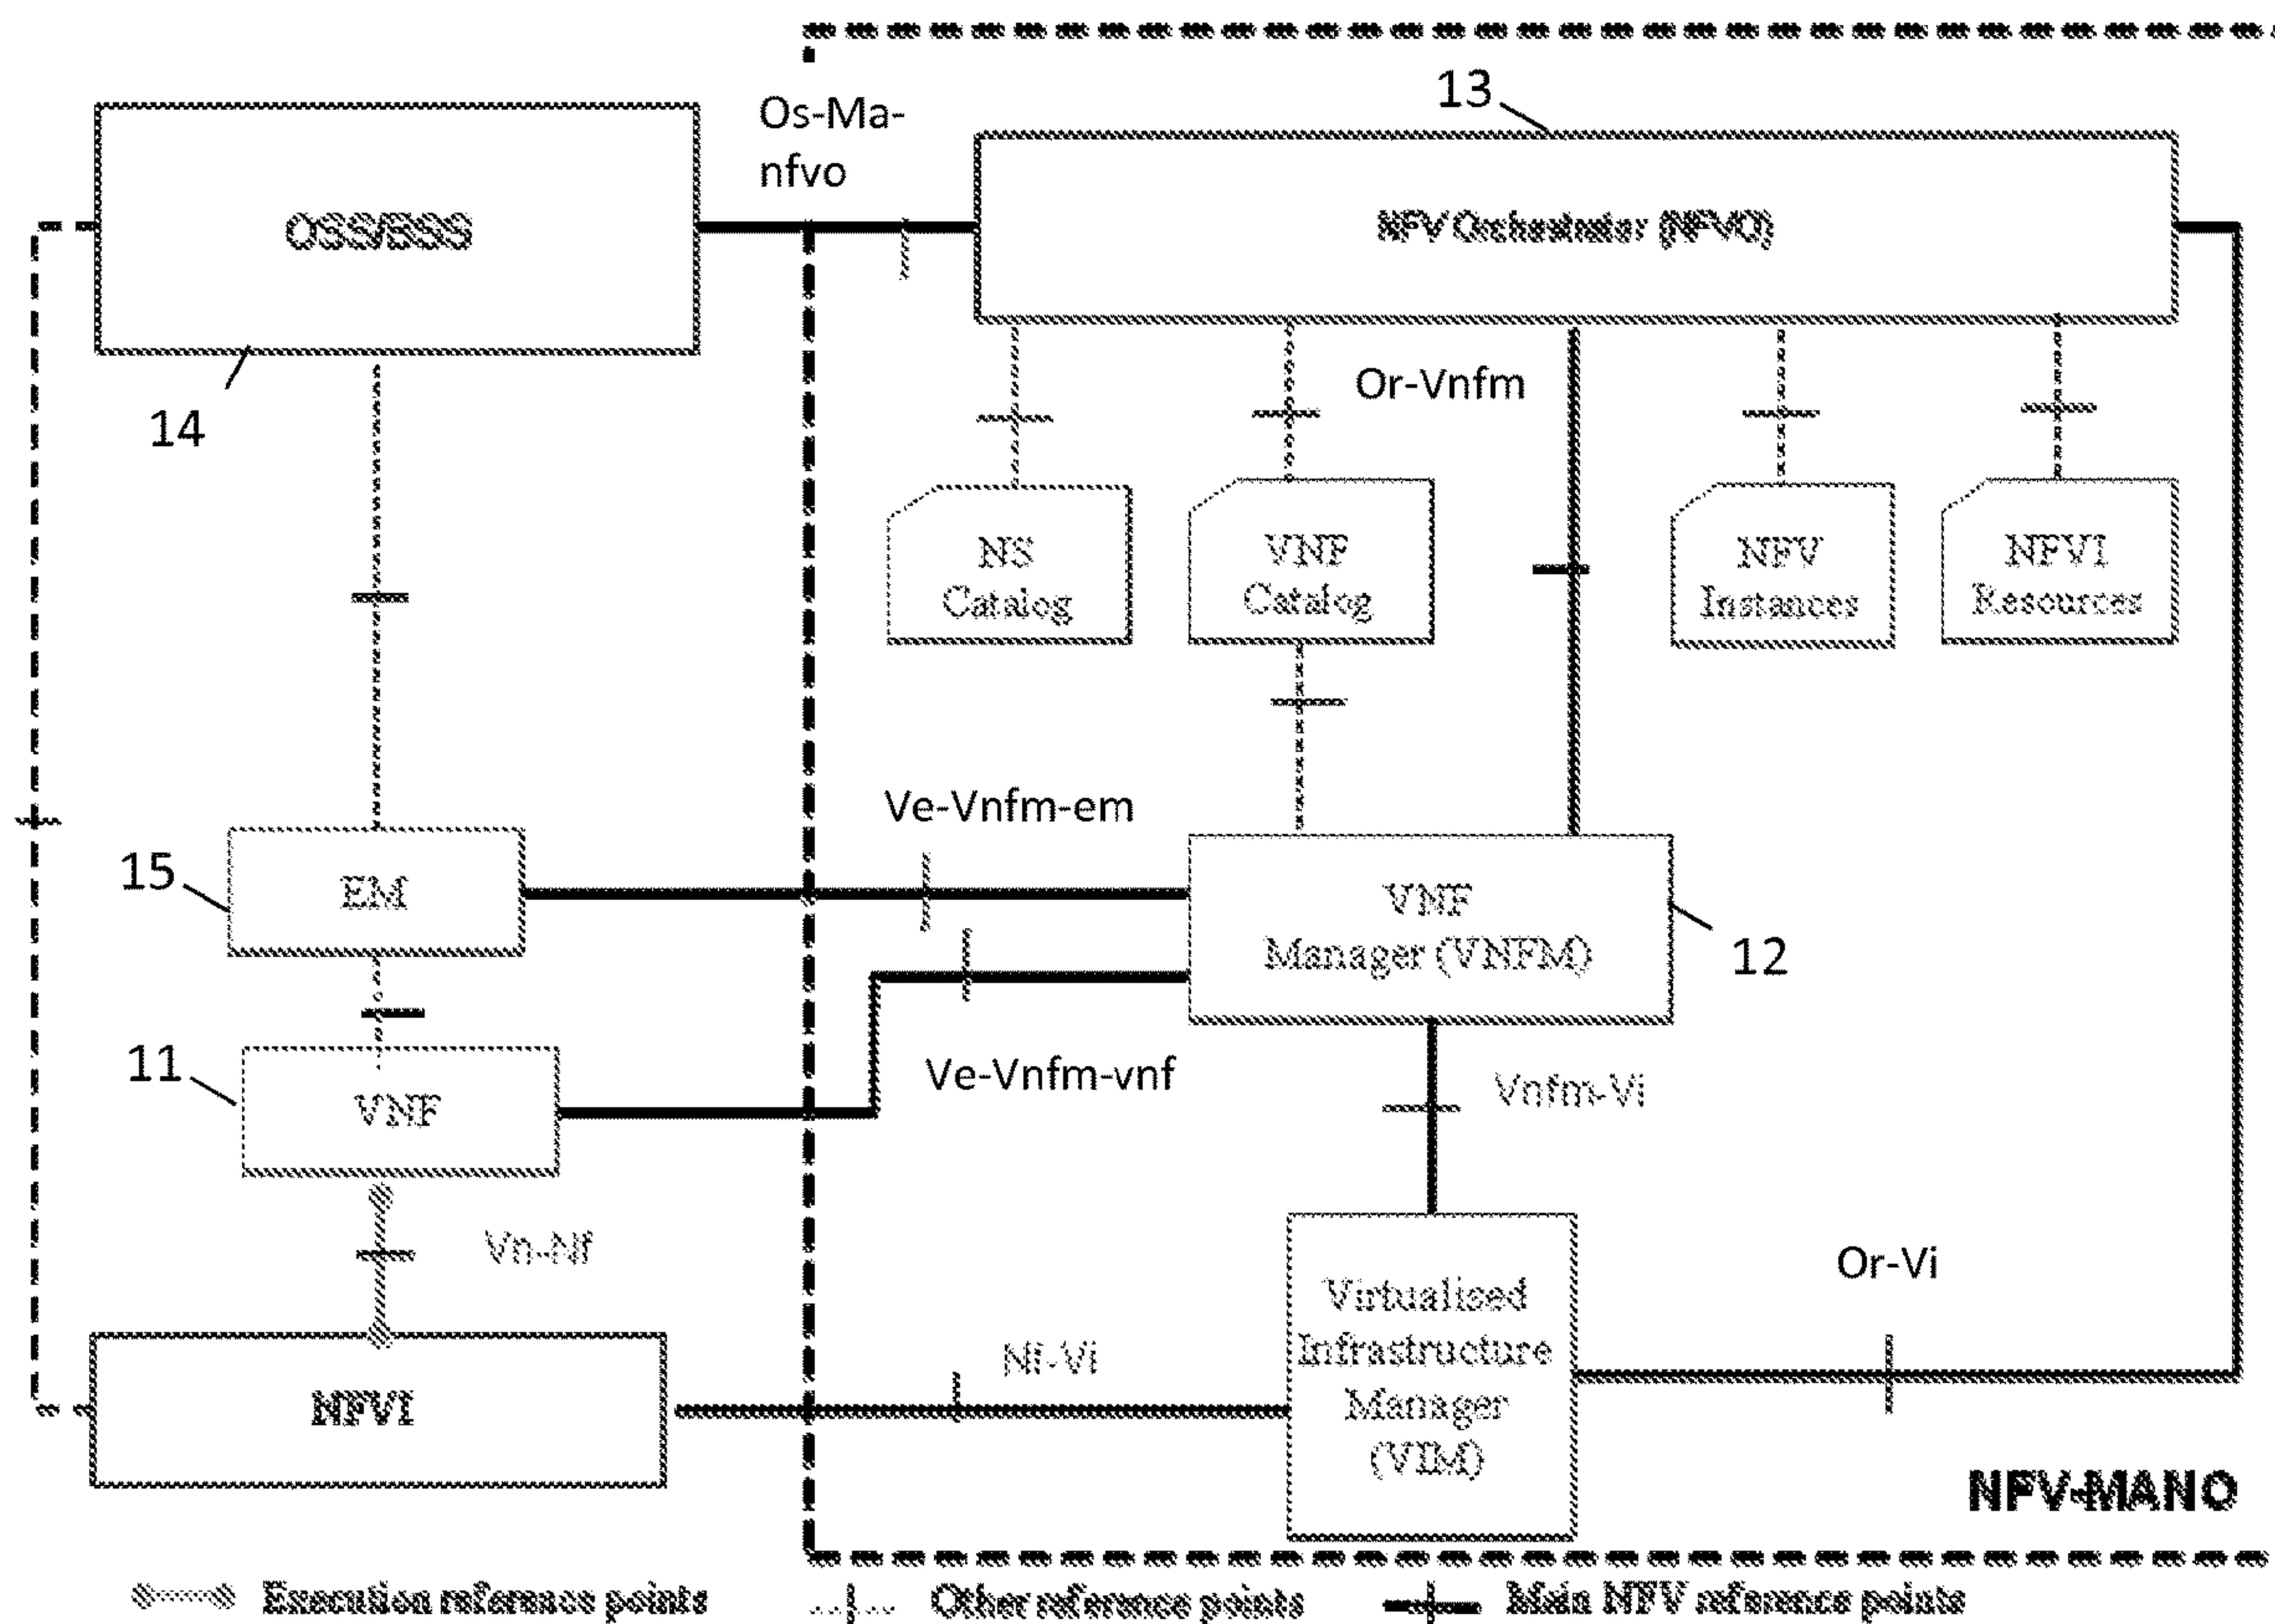 13
Os-Ma-
nfvo
OSS/BSS
NFV Orchestrator (NFVO)
14
Or-Vnfm
NS
Catalog
VNF
Catalog
NFV
Instances
NFVI
Resources
Ve-Vnfm-em
15
EM
VNF
Manager (VNFM)
12
11
VNF
Ve-Vnfm-vnf
Vnfm-Vi
Vn-Nf
Or-Vi
Virtualised
Infrastructure
Manager
(VIM)
Nf-Vi
NFVI
NFV-MANO
Execution reference points
Other reference points
Main NFV reference points